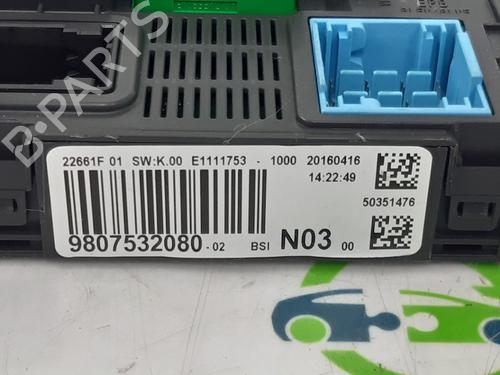 B-PARTS
22661F 01 SW:K.00 E1111753 - 1000 20160416
14:22:49
50351476
9807532080-02 BSI N03 00